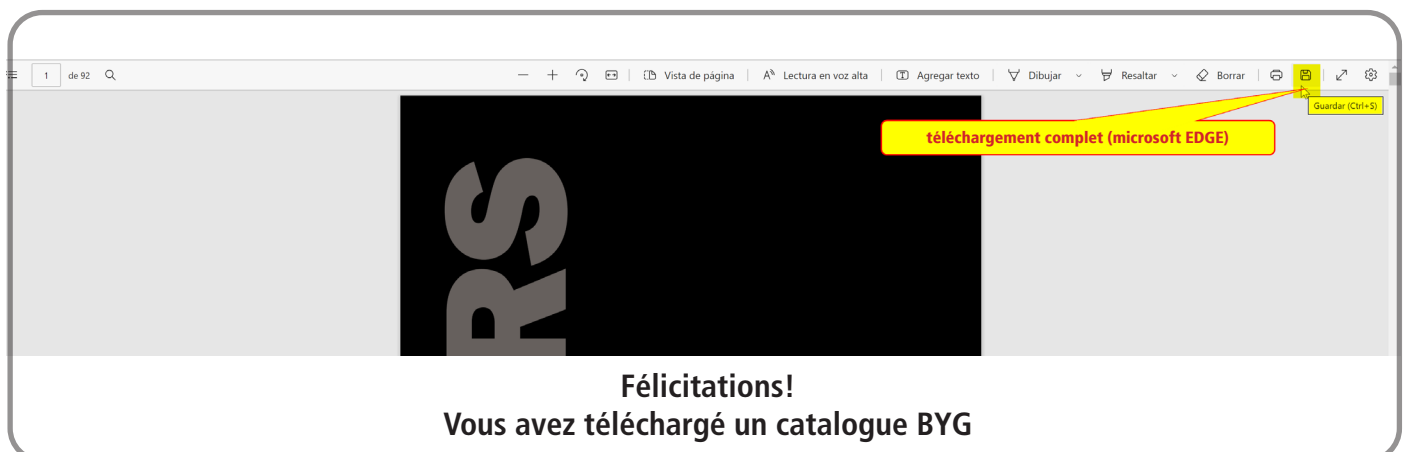 1 de 92 Vista de página Aᴺ Lectura en voz alta Agregar texto Dibujar Resaltar Borrar
Guardar (Ctrl+S)
téléchargement complet (microsoft EDGE)
RS
Félicitations!
Vous avez téléchargé un catalogue BYG